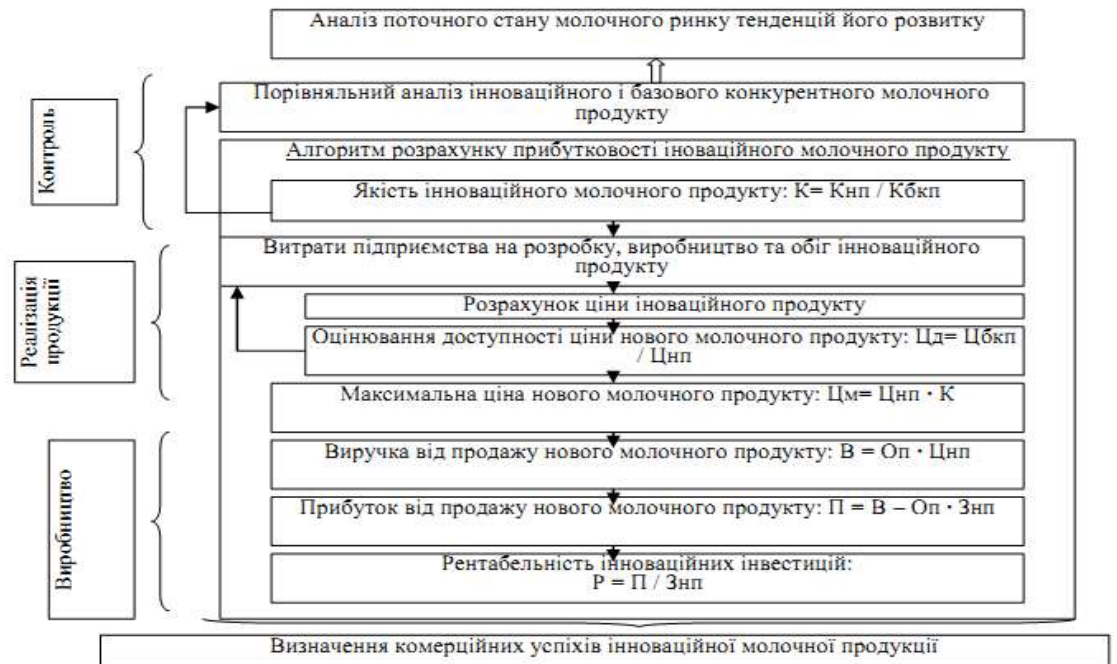 Аналіз поточного стану молочного ринку тенденцій його розвитку
Порівняльний аналіз інноваційного і базового конкурентного молочного
продукту
Контроль
Алгоритм розрахунку прибутковості іноваційного молочного продукту
Якість інноваційного молочного продукту: К= Кнп / Кбкп
Витрати підприємства на розробку, виробництво та обіг інноваційного
продукту
Реалізація
продукції
Розрахунок ціни іноваційного продукту
Оцінювання доступності ціни нового молочного продукту: Цд= Цбкп
/ Цнп
Максимальна ціна нового молочного продукту: Цм= Цнп · К
Виробництво
Виручка від продажу нового молочного продукту: В = Оп · Цнп
Прибуток від продажу нового молочного продукту: П = В – Оп · Знп
Рентабельність інноваційних інвестицій:
Р = П / Знп
Визначення комерційних успіхів інноваційної молочної продукції